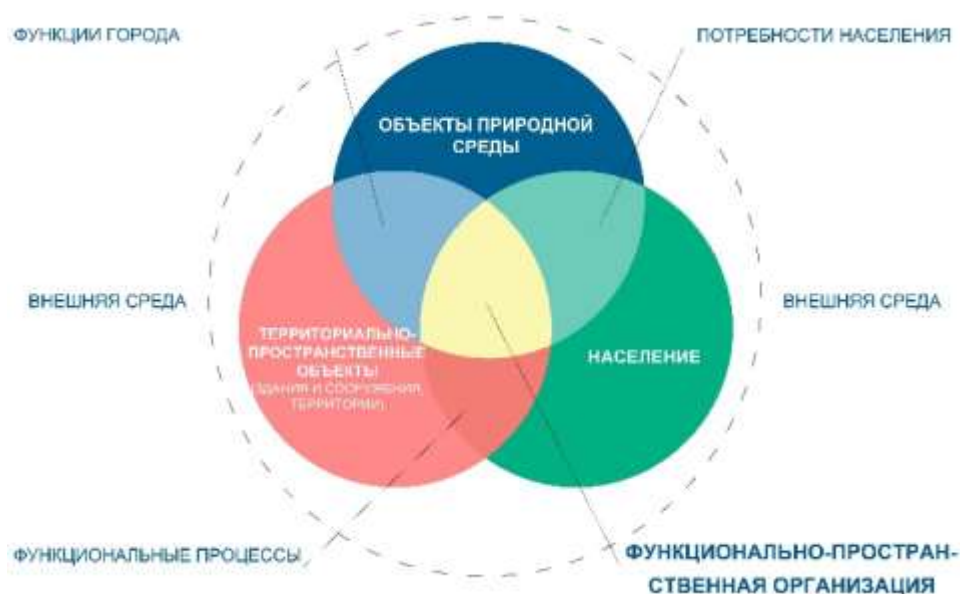 ФУНКЦИИ ГОРОДА
ПОТРЕБНОСТИ НАСЕЛЕНИЯ
ОБЪЕКТЫ ПРИРОДНОЙ
СРЕДЫ
ВНЕШНЯЯ СРЕДА
ВНЕШНЯЯ СРЕДА
ТЕРРИТОРИАЛЬНО-
ПРОСТРАНСТВЕННЫЕ
ОБЪЕКТЫ
(ЗДАНИЯ И СООРУЖЕНИЯ,
ТЕРРИТОРИИ)
НАСЕЛЕНИЕ
ФУНКЦИОНАЛЬНЫЕ ПРОЦЕССЫ
ФУНКЦИОНАЛЬНО-ПРОСТРАН-
СТВЕННАЯ ОРГАНИЗАЦИЯ